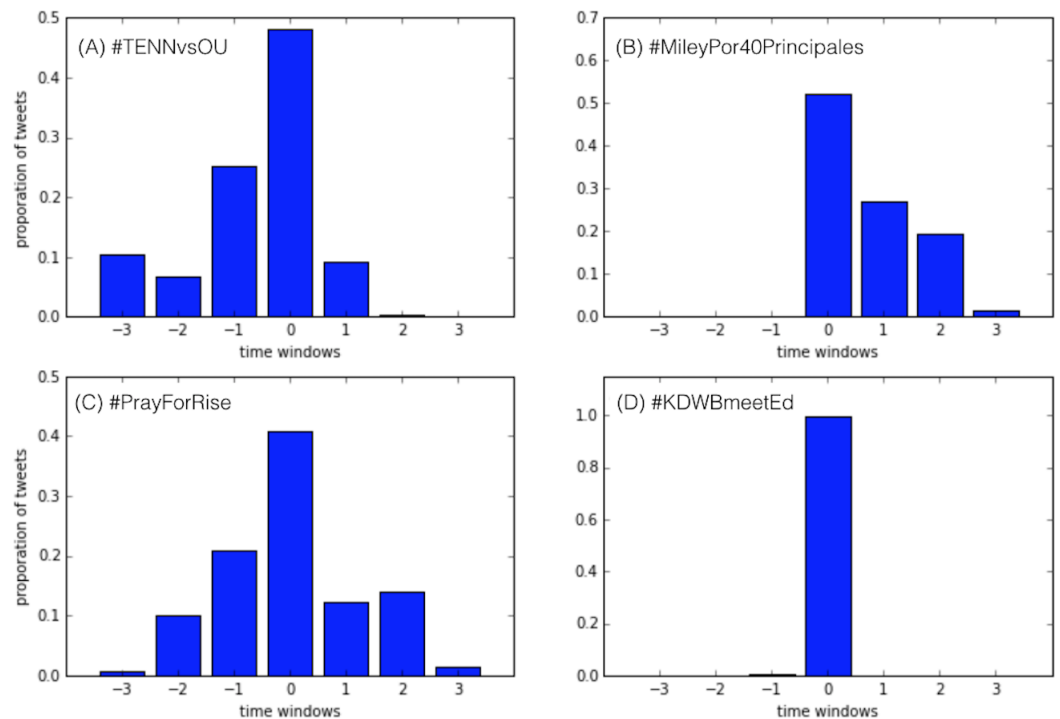 (A) #TENNvsOU
0.5
0.4
0.3
0.2
0.1
0.0
proporation of tweets
−3 −2 −1 0 1 2 3
time windows
(B) #MileyPor40Principales
0.7
0.6
0.5
0.4
0.3
0.2
0.1
0.0
−3 −2 −1 0 1 2 3
time windows
(C) #PrayForRise
0.5
0.4
0.3
0.2
0.1
0.0
proporation of tweets
−3 −2 −1 0 1 2 3
time windows
(D) #KDWBmeetEd
1.0
0.8
0.6
0.4
0.2
0.0
−3 −2 −1 0 1 2 3
time windows